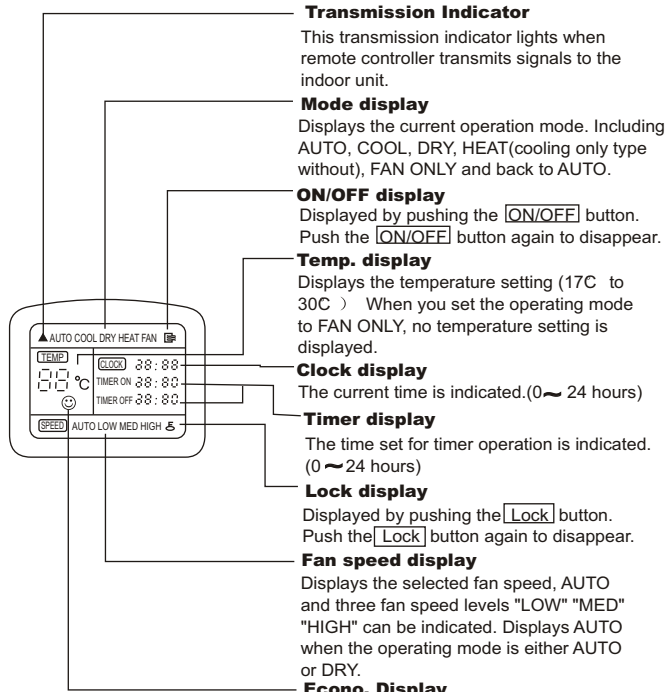 Transmission Indicator
This transmission indicator lights when
remote controller transmits signals to the
indoor unit.
Mode display
Displays the current operation mode. Including
AUTO, COOL, DRY, HEAT(cooling only type
without), FAN ONLY and back to AUTO.
ON/OFF display
Displayed by pushing the ON/OFF button.
Push the ON/OFF button again to disappear.
Temp. display
Displays the temperature setting (17℃ to
30℃ ） When you set the operating mode
to FAN ONLY, no temperature setting is
displayed.
Clock display
The current time is indicated.(0～ 24 hours)
Timer display
The time set for timer operation is indicated.
(0～24 hours)
Lock display
Displayed by pushing the Lock button.
Push the Lock button again to disappear.
Fan speed display
Displays the selected fan speed, AUTO
and three fan speed levels "LOW" "MED"
"HIGH" can be indicated. Displays AUTO
when the operating mode is either AUTO
or DRY.
Econo. Display
AUTO COOL DRY HEAT FAN
TEMP
88 °C
CLOCK 88:88
TIMER ON 88:80
TIMER OFF 88:80
SPEED AUTO LOW MED HIGH